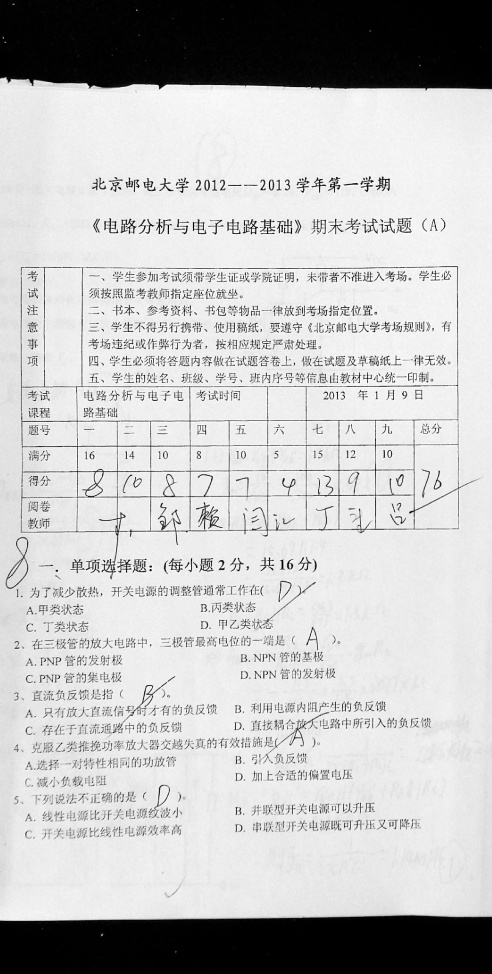 北京邮电大学2012——2013学年第一学期
《电路分析与电子电路基础》期末考试试题（A）
考试注意事项
一、学生参加考试须带学生证或学院证明，未带者不准进入考场。学生必
须按照监考教师指定座位就坐。
二、书本、参考资料、书包等物品一律放到考场指定位置。
三、学生不得另行携带、使用稿纸，要遵守《北京邮电大学考场规则》，有
考场违纪或作弊行为者，按相应规定严肃处理。
四、学生必须将答题内容做在试题答卷上，做在试题及草稿纸上一律无效。
五、学生的姓名、班级、学号、班内序号等信息由教材中心统一印制。
考试课程 电路分析与电子电路基础 考试时间 2013 年 1 月 9 日
题号 一 二 三 四 五 六 七 八 九 总分
满分 16 14 10 8 10 5 15 12 10
得分 8 10 8 7 7 4 13 9 10 76
阅卷教师 邹 赖 闫 江 丁 吕
8 一．单项选择题：(每小题 2 分，共 16 分)
1. 为了减少散热，开关电源的调整管通常工作在( D )
A.甲类状态 B.丙类状态
C. 丁类状态 D. 甲乙类状态
2、在三极管的放大电路中，三极管最高电位的一端是（ A ）。
A. PNP 管的发射极 B. NPN 管的基极
C. PNP 管的集电极 D. NPN 管的发射极
3、直流负反馈是指（ B ）。
A. 只有放大直流信号时才有的负反馈 B. 利用电源内阻产生的负反馈
C. 存在于直流通路中的负反馈 D. 直接耦合放大电路中所引入的负反馈
4、克服乙类推挽功率放大器交越失真的有效措施是( A )。
A.选择一对特性相同的功放管 B. 引入负反馈
C. 减小负载电阻 D. 加上合适的偏置电压
5、下列说法不正确的是（ D ）。
A. 线性电源比开关电源纹波小 B. 并联型开关电源可以升压
C. 开关电源比线性电源效率高 D. 串联型开关电源既可升压又可降压